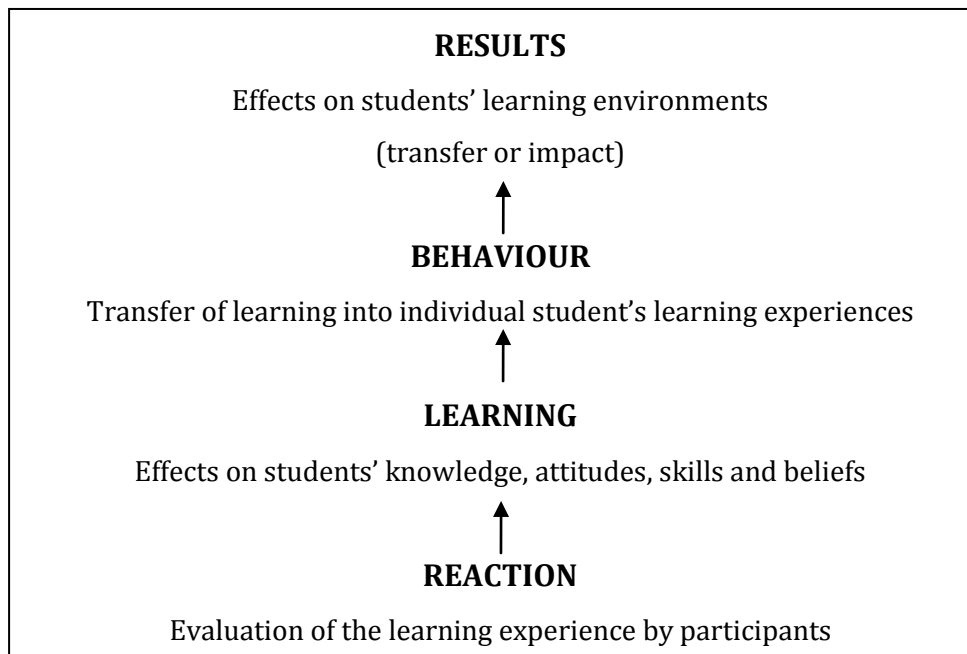 RESULTS
Effects on students’ learning environments
(transfer or impact)
BEHAVIOUR
Transfer of learning into individual student’s learning experiences
LEARNING
Effects on students’ knowledge, attitudes, skills and beliefs
REACTION
Evaluation of the learning experience by participants